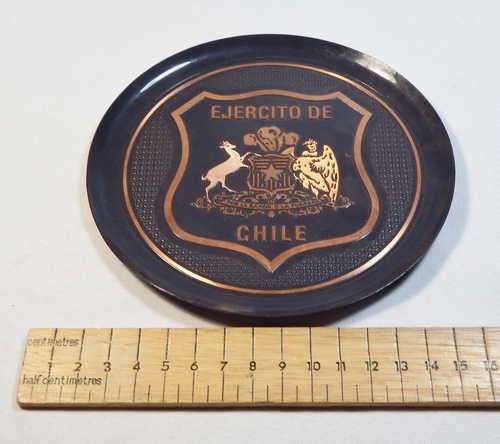 EJERCITO DE
CHILE
centimetres
1 2 3 4 5 6 7 8 9 10 11 12 13 14 15 16
half centimetres